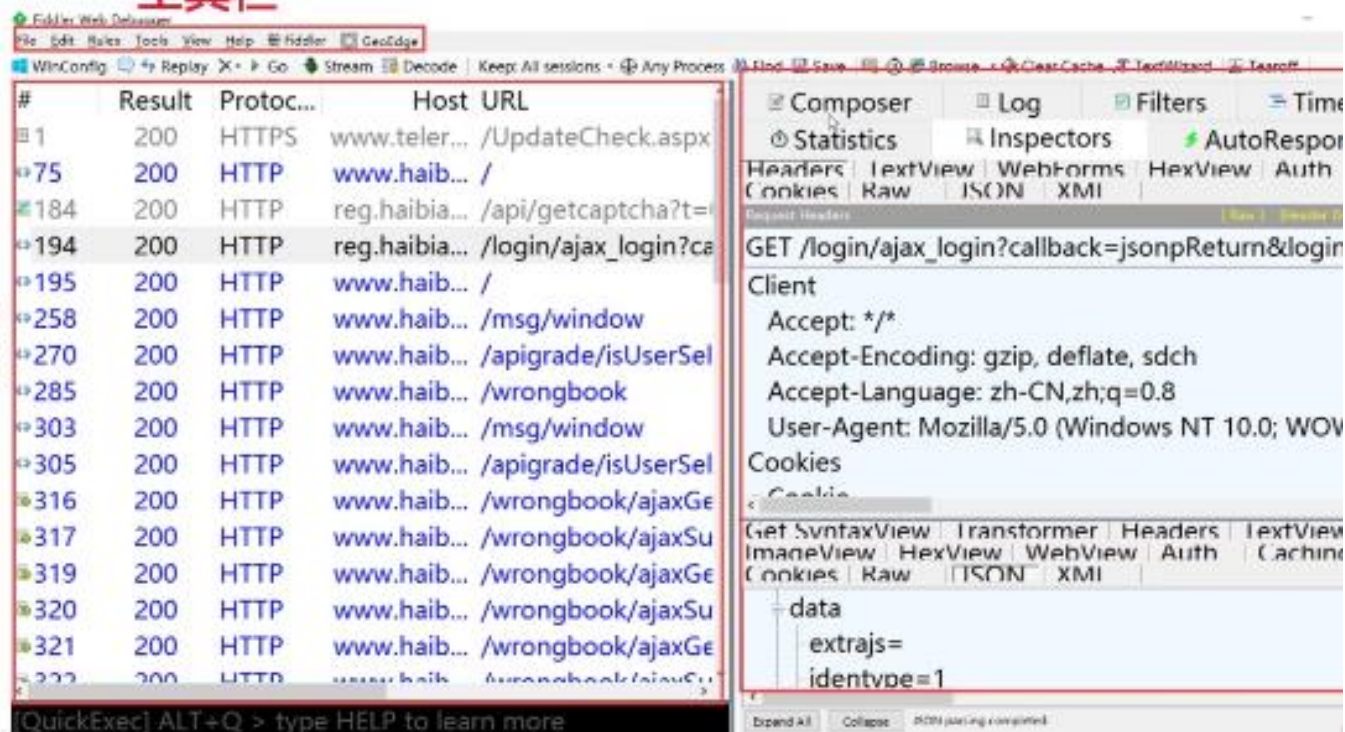 工具栏
Fiddler Web Debugger
File Edit Rules Tools View Help Fiddler GeoEdge
WinConfig Replay X Go Stream Decode Keep: All sessions Any Process Find Save Browse Clear Cache TextWizard Tearoff
# Result Protoc... Host URL
1 200 HTTPS www.teler... /UpdateCheck.aspx
75 200 HTTP www.haib... /
184 200 HTTP reg.haibia... /api/getcaptcha?t=
194 200 HTTP reg.haibia... /login/ajax_login?ca
195 200 HTTP www.haib... /
258 200 HTTP www.haib... /msg/window
270 200 HTTP www.haib... /apigrade/isUserSel
285 200 HTTP www.haib... /wrongbook
303 200 HTTP www.haib... /msg/window
305 200 HTTP www.haib... /apigrade/isUserSel
316 200 HTTP www.haib... /wrongbook/ajaxGe
317 200 HTTP www.haib... /wrongbook/ajaxSu
319 200 HTTP www.haib... /wrongbook/ajaxGe
320 200 HTTP www.haib... /wrongbook/ajaxSu
321 200 HTTP www.haib... /wrongbook/ajaxGe
322 200 HTTP www.haib... /wrongbook/ajaxSu
[QuickExec] ALT+Q > type HELP to learn more
Composer Log Filters Time
Statistics Inspectors AutoRespor
Headers TextView WebForms HexView Auth
Cookies Raw JSON XML
Request Headers [Raw]
GET /login/ajax_login?callback=jsonpReturn&login
Client
Accept: */*
Accept-Encoding: gzip, deflate, sdch
Accept-Language: zh-CN,zh;q=0.8
User-Agent: Mozilla/5.0 (Windows NT 10.0; WOW
Cookies
Cookie
Get SyntaxView Transformer Headers TextView
ImageView HexView WebView Auth Caching
Cookies Raw JSON XML
data
extrajs=
identype=1
Expand All Collapse JSON parsing completed.